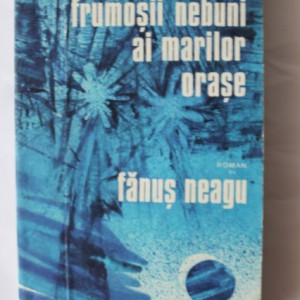 frumoșii nebuni
ai marilor
orașe
ROMAN
fănuș neagu